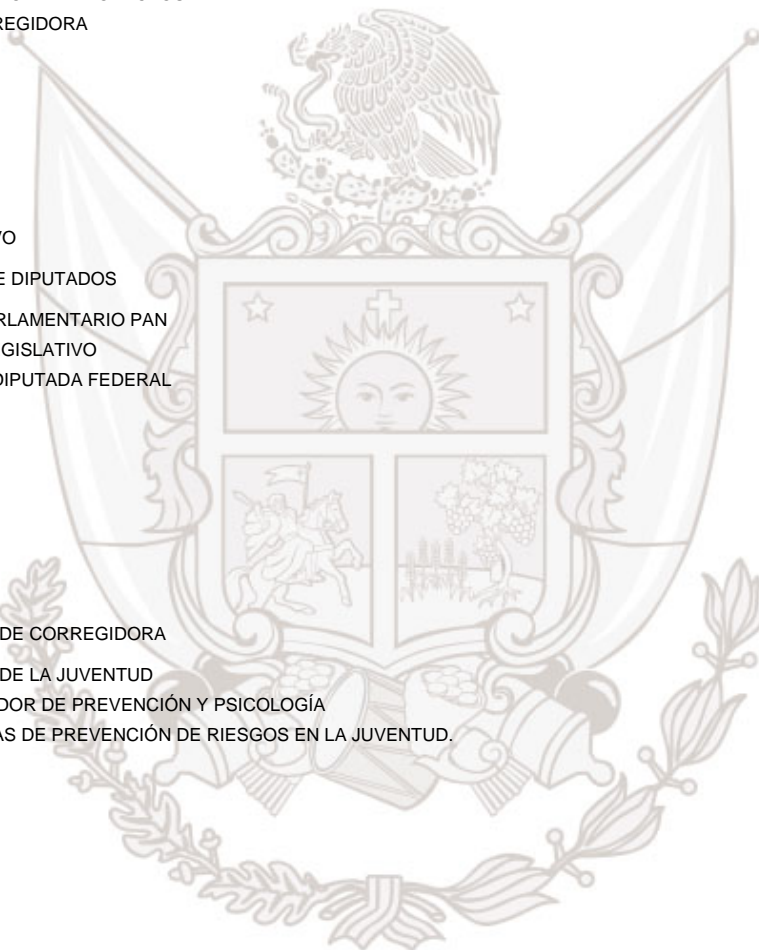 REGIDORA
VO
E DIPUTADOS
RLAMENTARIO PAN
GISLATIVO
DIPUTADA FEDERAL
DE CORREGIDORA
DE LA JUVENTUD
DOR DE PREVENCIÓN Y PSICOLOGÍA
AS DE PREVENCIÓN DE RIESGOS EN LA JUVENTUD.